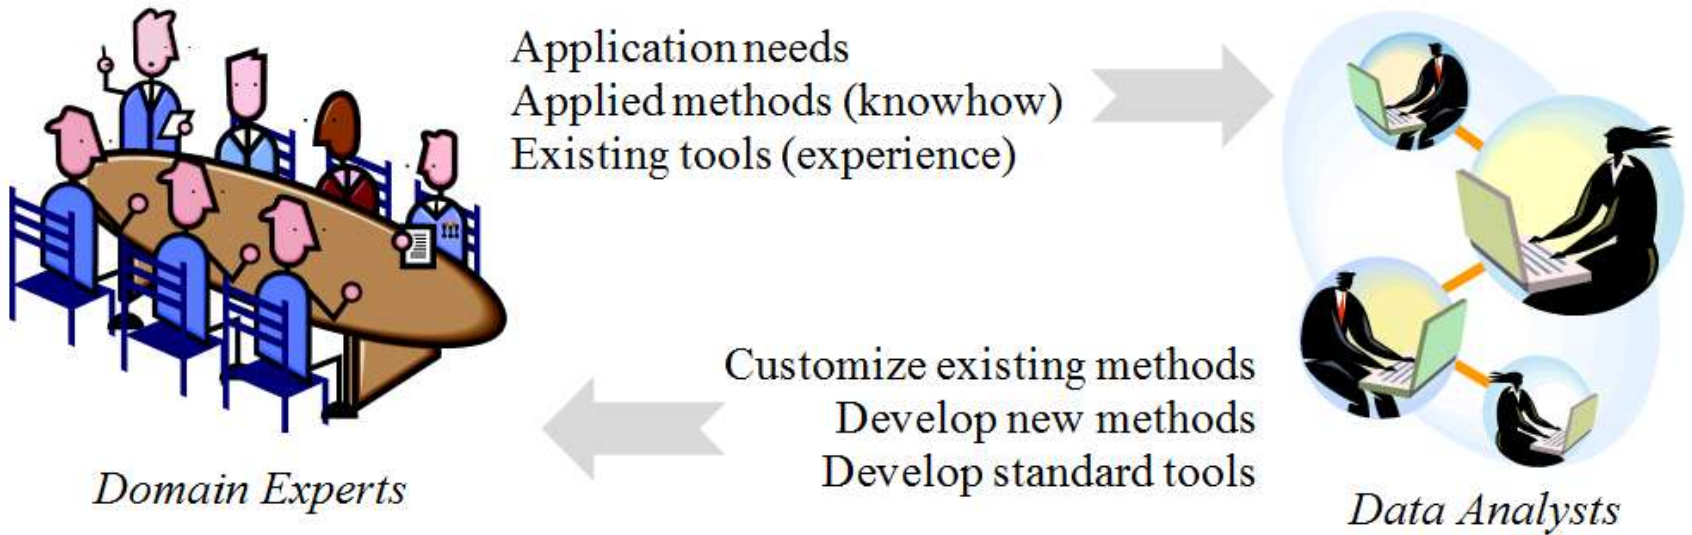 Application needs
Applied methods (knowhow)
Existing tools (experience)
Customize existing methods
Develop new methods
Develop standard tools
Domain Experts
Data Analysts